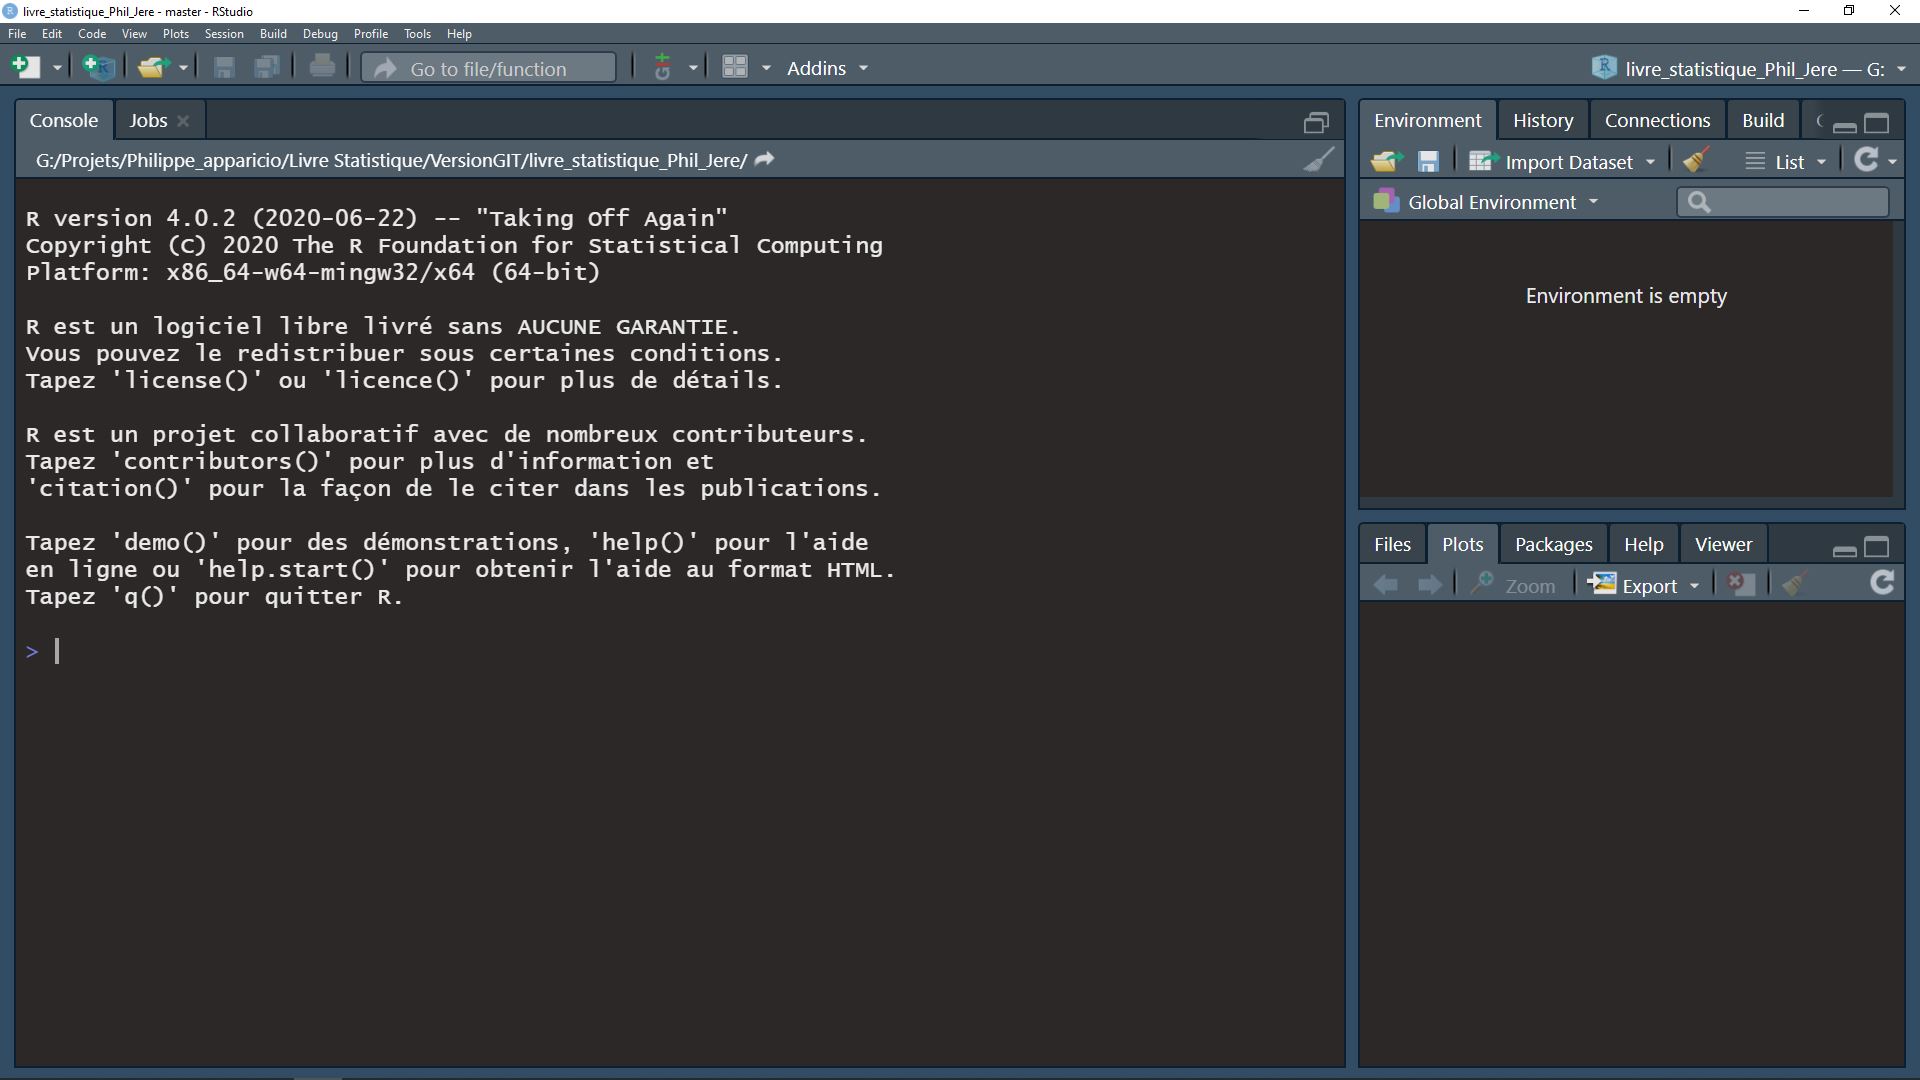 livre_statistique_Phil_Jere - master - RStudio
File Edit Code View Plots Session Build Debug Profile Tools Help
Go to file/function Addins livre_statistique_Phil_Jere — G:
Console Jobs
G:/Projets/Philippe_apparicio/Livre Statistique/VersionGIT/livre_statistique_Phil_Jere/
R version 4.0.2 (2020-06-22) -- "Taking Off Again"
Copyright (C) 2020 The R Foundation for Statistical Computing
Platform: x86_64-w64-mingw32/x64 (64-bit)
R est un logiciel libre livré sans AUCUNE GARANTIE.
Vous pouvez le redistribuer sous certaines conditions.
Tapez 'license()' ou 'licence()' pour plus de détails.
R est un projet collaboratif avec de nombreux contributeurs.
Tapez 'contributors()' pour plus d'information et
'citation()' pour la façon de le citer dans les publications.
Tapez 'demo()' pour des démonstrations, 'help()' pour l'aide
en ligne ou 'help.start()' pour obtenir l'aide au format HTML.
Tapez 'q()' pour quitter R.
>
Environment History Connections Build
Import Dataset List
Global Environment
Environment is empty
Files Plots Packages Help Viewer
Zoom Export